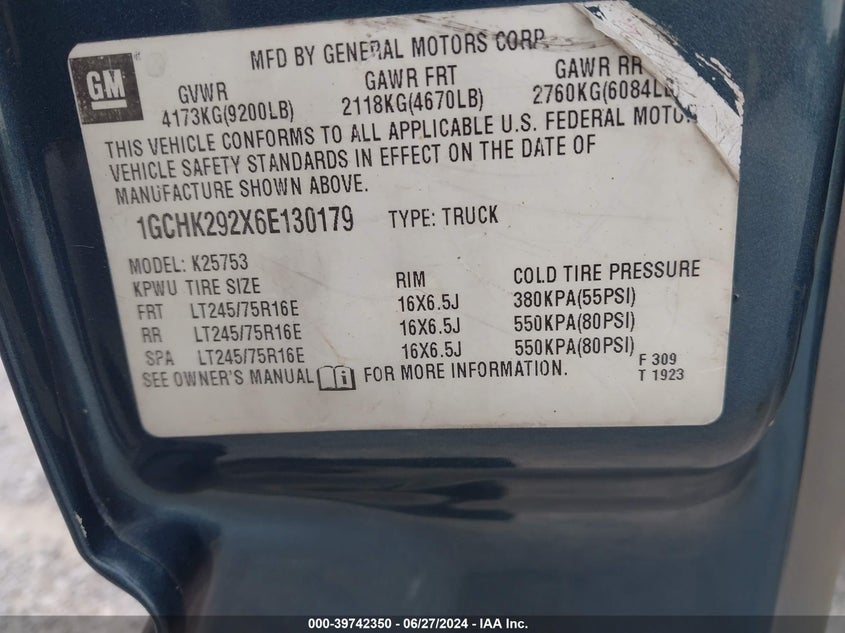 GM
MFD BY GENERAL MOTORS CORP
GVWR GAWR FRT GAWR RR
4173KG(9200LB) 2118KG(4670LB) 2760KG(6084LB)
THIS VEHICLE CONFORMS TO ALL APPLICABLE U.S. FEDERAL MOTOR
VEHICLE SAFETY STANDARDS IN EFFECT ON THE DATE OF
MANUFACTURE SHOWN ABOVE.
1GCHK292X6E130179 TYPE: TRUCK
MODEL: K25753
KPWU TIRE SIZE RIM COLD TIRE PRESSURE
FRT LT245/75R16E 16X6.5J 380KPA(55PSI)
RR LT245/75R16E 16X6.5J 550KPA(80PSI)
SPA LT245/75R16E 16X6.5J 550KPA(80PSI)
SEE OWNER'S MANUAL FOR MORE INFORMATION.
F 309
T 1923
000-39742350 - 06/27/2024 - IAA Inc.